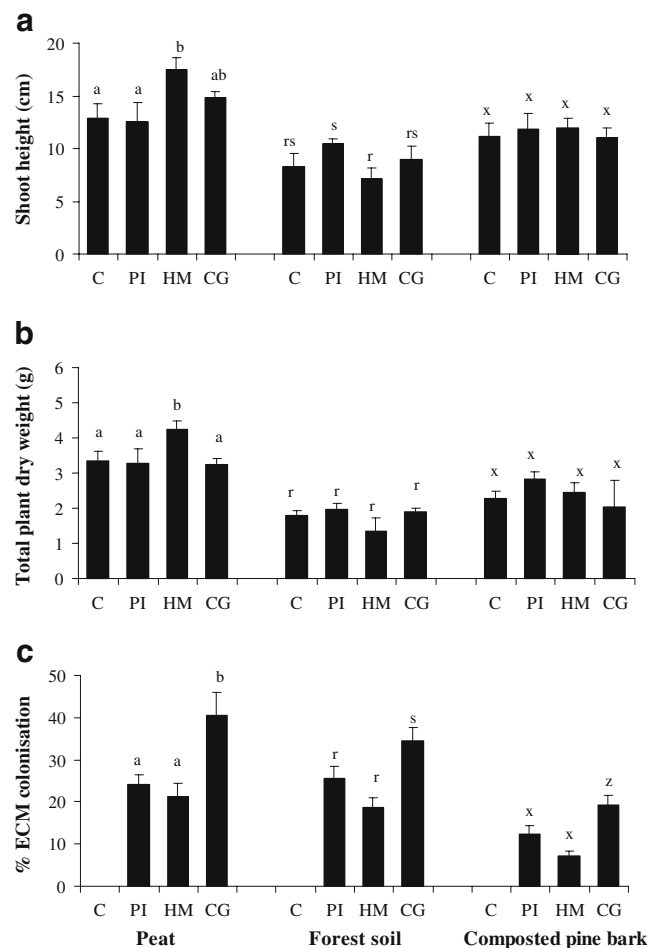 a
Shoot height (cm)
20
15
10
5
0
a a b ab
rs s r rs
x x x x
C PI HM CG C PI HM CG C PI HM CG
b
Total plant dry weight (g)
6
5
4
3
2
1
0
a a b a
r r r r
x x x x
C PI HM CG C PI HM CG C PI HM CG
c
% ECM colonisation
50
40
30
20
10
0
a a b
r r s
x x z
C PI HM CG C PI HM CG C PI HM CG
Peat Forest soil Composted pine bark